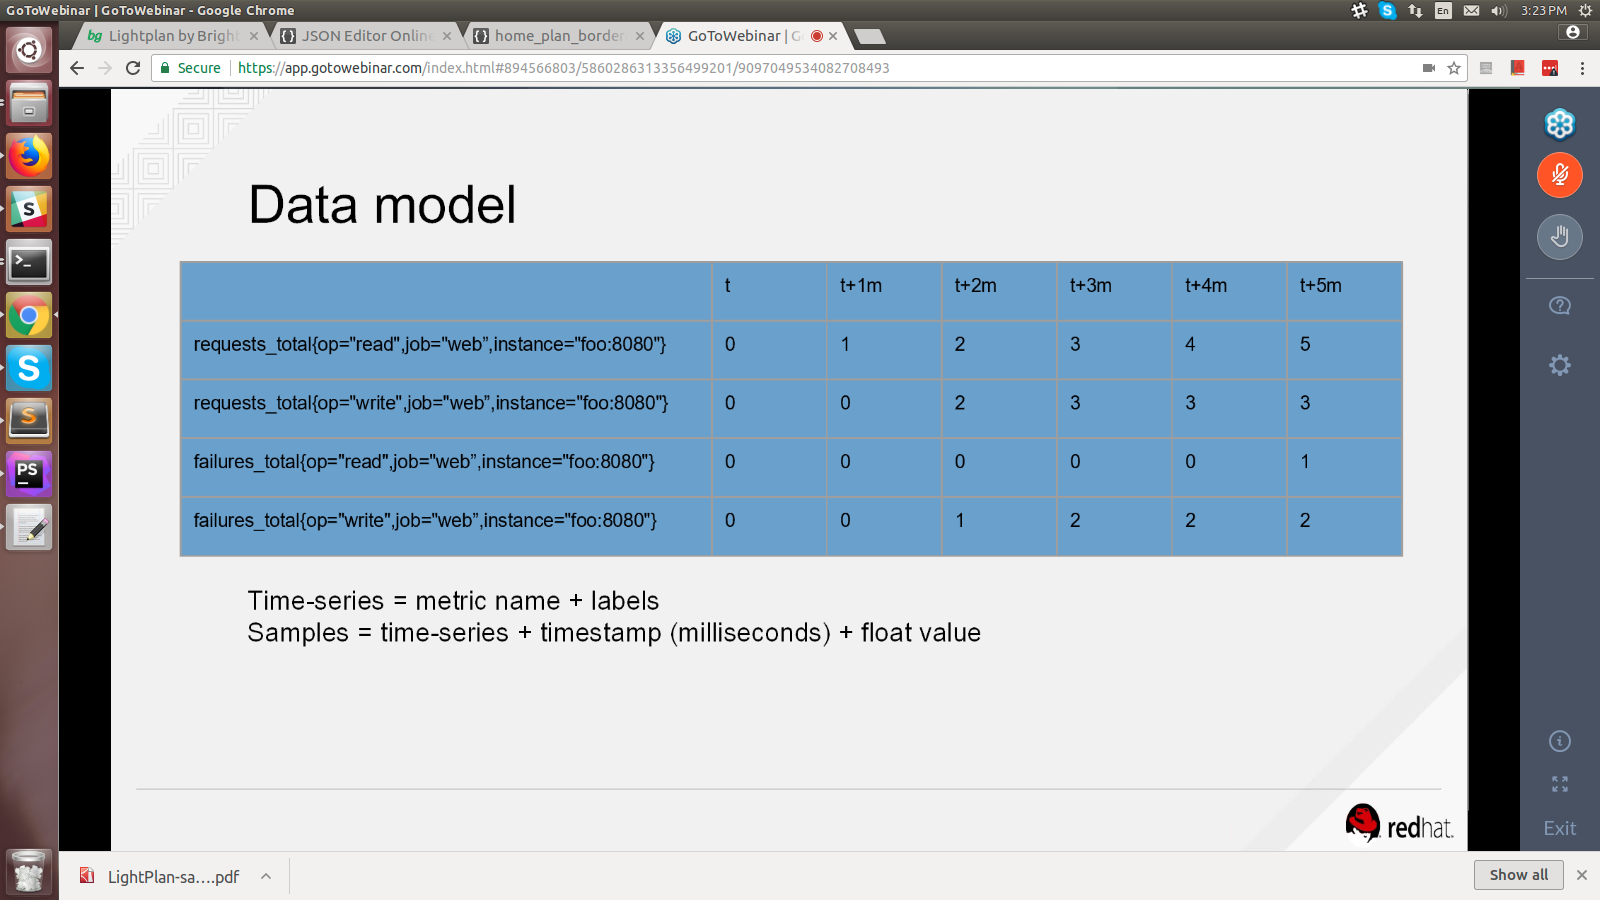 GoToWebinar | GoToWebinar - Google Chrome
En
3:23 PM
bg Lightplan by Brigh
JSON Editor Online
home_plan_border
GoToWebinar | G
Secure
https://app.gotowebinar.com/index.html#894566803/5860286313356499201/9097049534082708493
Data model
t t+1m t+2m t+3m t+4m t+5m
requests_total{op="read",job="web”,instance="foo:8080"} 0 1 2 3 4 5
requests_total{op="write",job="web”,instance="foo:8080"} 0 0 2 3 3 3
failures_total{op="read",job="web”,instance="foo:8080"} 0 0 0 0 0 1
failures_total{op="write",job="web”,instance="foo:8080"} 0 0 1 2 2 2
Time-series = metric name + labels
Samples = time-series + timestamp (milliseconds) + float value
redhat.
Exit
S
S
S
PS
LightPlan-sa....pdf
Show all